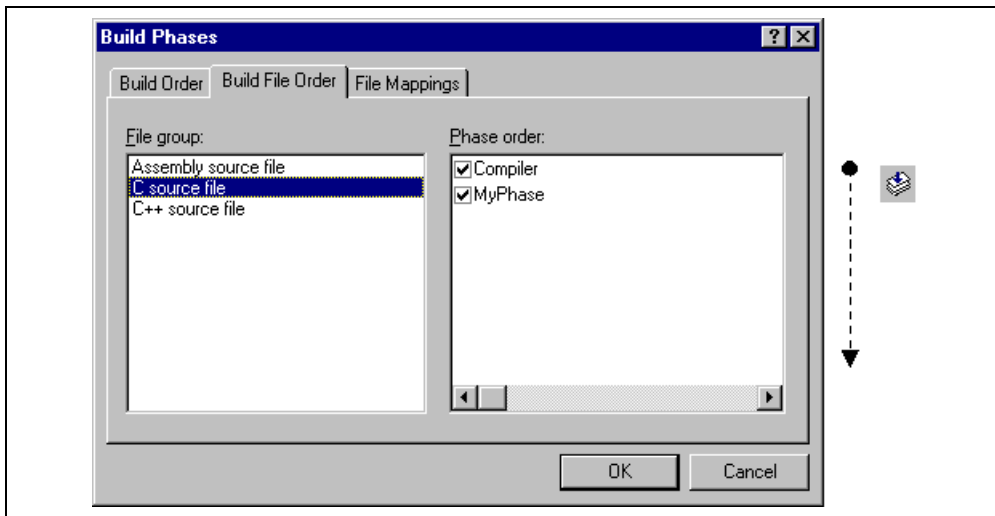 Build Phases
Build Order Build File Order File Mappings
File group: Phase order:
Assembly source file
C source file
C++ source file
Compiler
MyPhase
OK Cancel